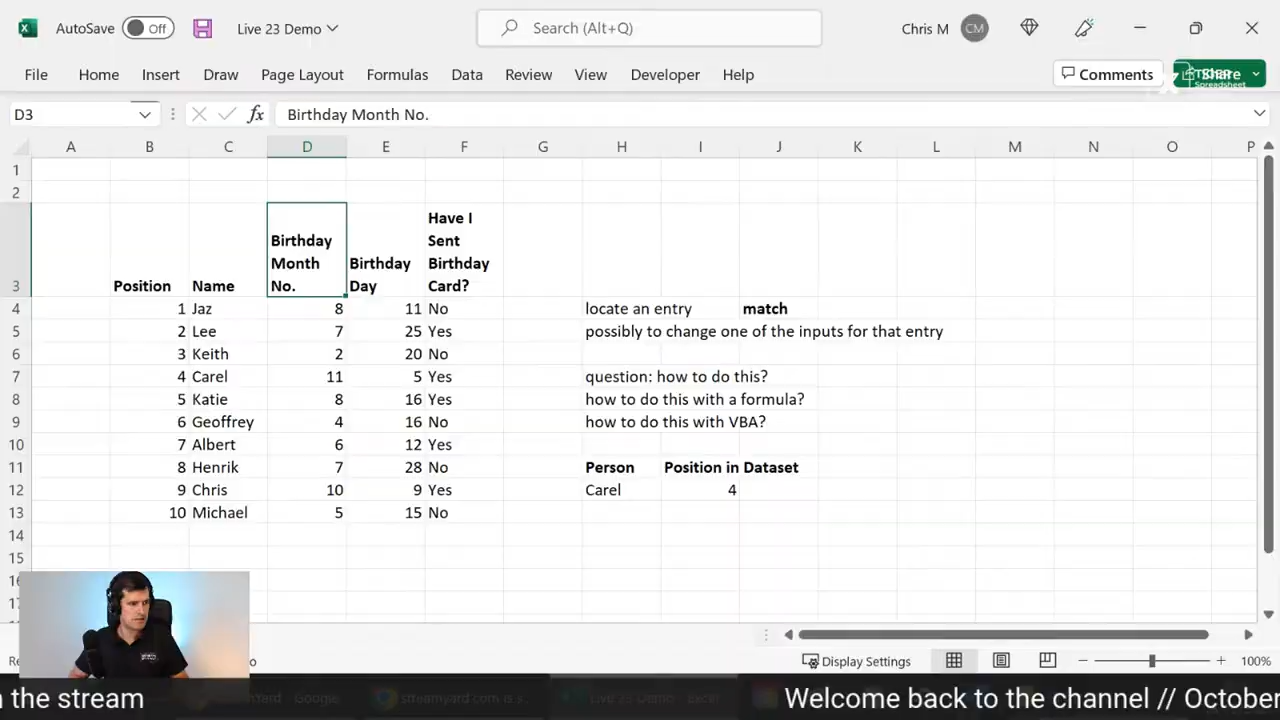 AutoSave Off Live 23 Demo Search (Alt+Q) Chris M CM
File Home Insert Draw Page Layout Formulas Data Review View Developer Help Comments Share
Spreadsheet
D3 fx Birthday Month No.
A B C D E F G H I J K L M N O P
1
2
Have I
Birthday Sent
Month Birthday Birthday
3 Position Name No. Day Card?
4 1 Jaz 8 11 No locate an entry match
5 2 Lee 7 25 Yes possibly to change one of the inputs for that entry
6 3 Keith 2 20 No
7 4 Carel 11 5 Yes question: how to do this?
8 5 Katie 8 16 Yes how to do this with a formula?
9 6 Geoffrey 4 16 No how to do this with VBA?
10 7 Albert 6 12 Yes
11 8 Henrik 7 28 No Person Position in Dataset
12 9 Chris 10 9 Yes Carel 4
13 10 Michael 5 15 No
14
15
16
17
Display Settings 100%
n the stream Live 23 Demo - Excel Welcome back to the channel // October